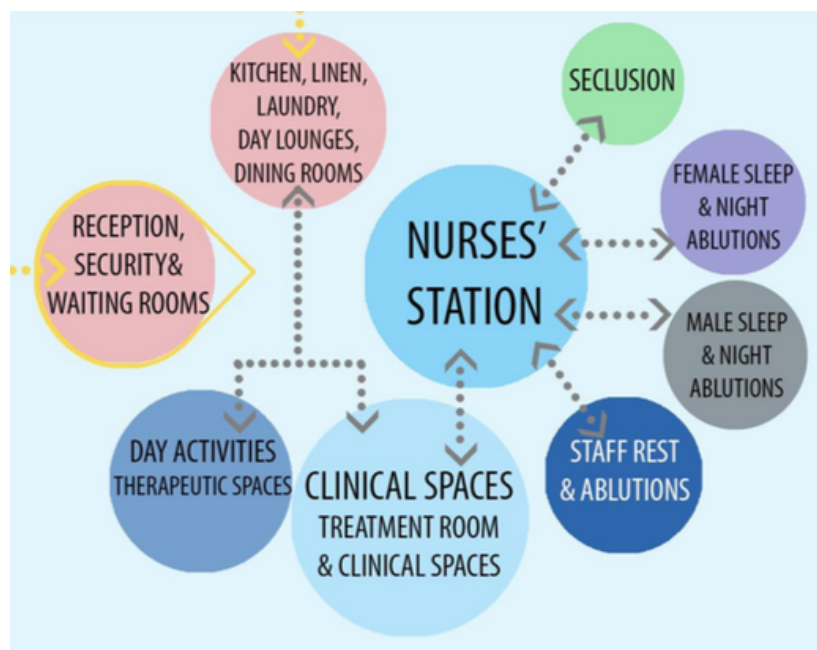 KITCHEN, LINEN,
LAUNDRY,
DAY LOUNGES,
DINING ROOMS
SECLUSION
RECEPTION,
SECURITY&
WAITING ROOMS
NURSES’
STATION
FEMALE SLEEP
& NIGHT
ABLUTIONS
MALE SLEEP
& NIGHT
ABLUTIONS
DAY ACTIVITIES
THERAPEUTIC SPACES
CLINICAL SPACES
TREATMENT ROOM
& CLINICAL SPACES
STAFF REST
& ABLUTIONS